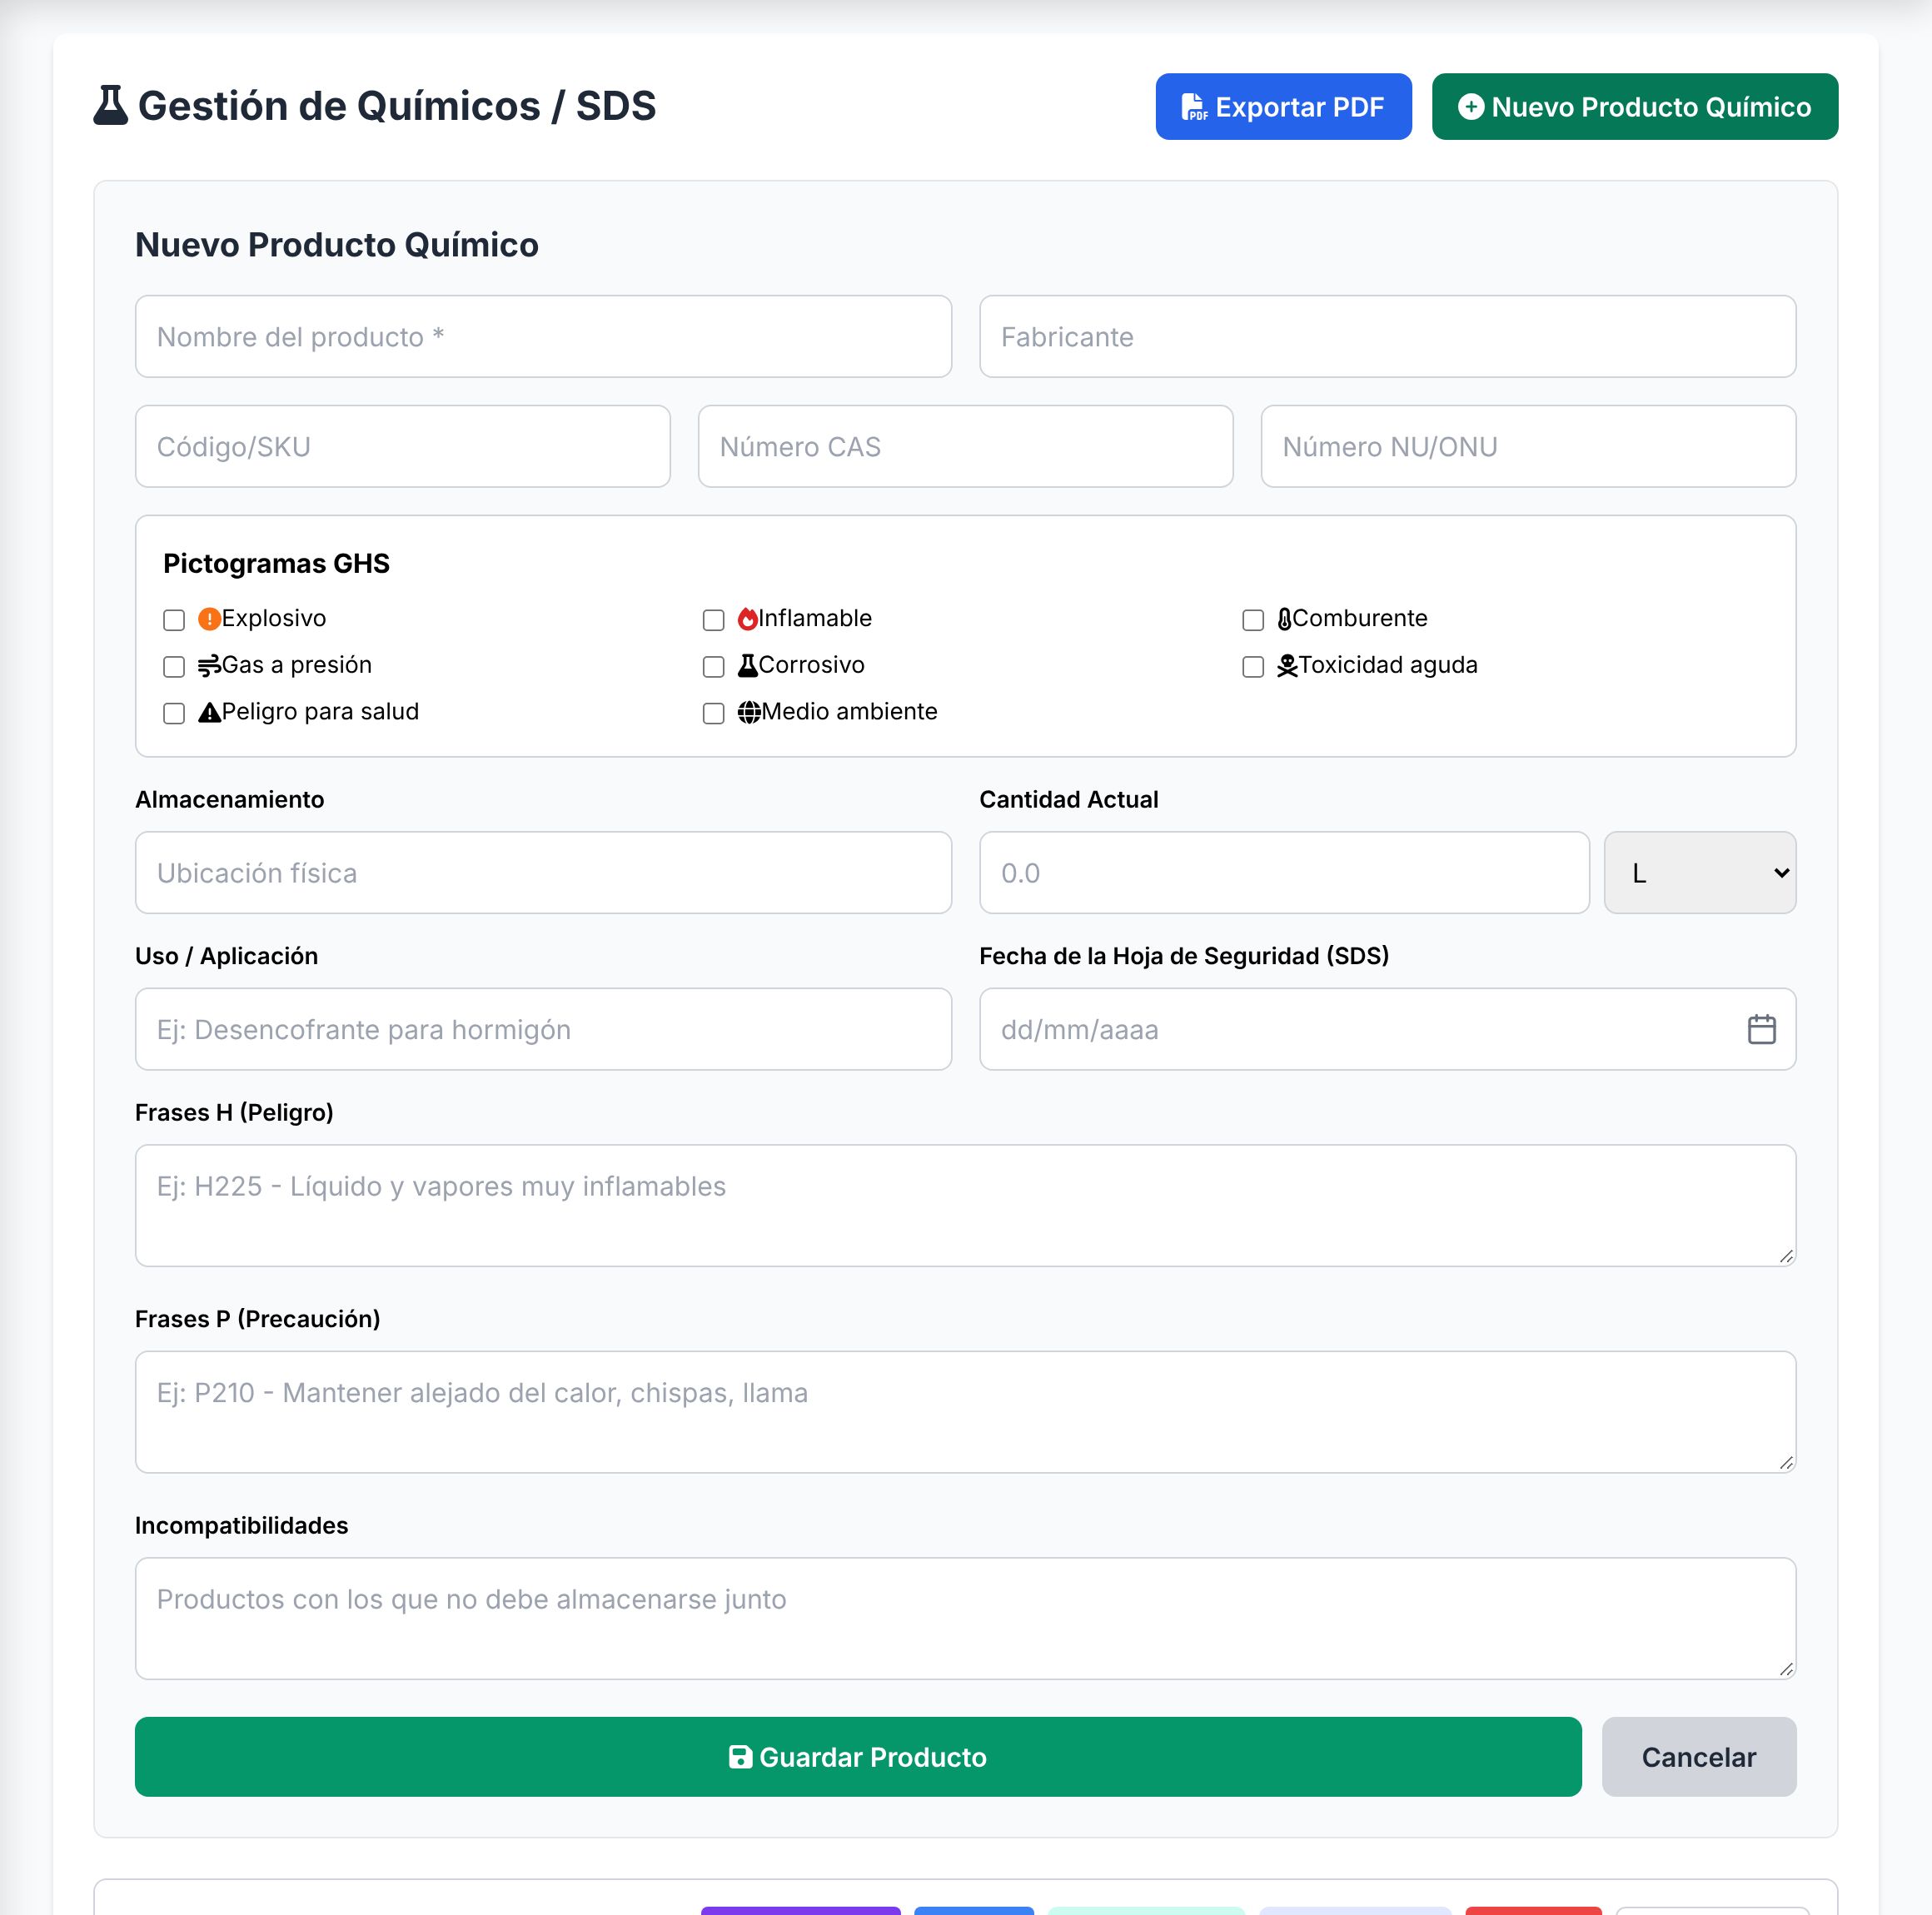 Gestión de Químicos / SDS
PDF Exportar PDF
Nuevo Producto Químico
Nuevo Producto Químico
Nombre del producto *
Fabricante
Código/SKU
Número CAS
Número NU/ONU
Pictogramas GHS
Explosivo
Inflamable
Comburente
Gas a presión
Corrosivo
Toxicidad aguda
Peligro para salud
Medio ambiente
Almacenamiento
Cantidad Actual
Ubicación física
0.0
L
Uso / Aplicación
Fecha de la Hoja de Seguridad (SDS)
Ej: Desencofrante para hormigón
dd/mm/aaaa
Frases H (Peligro)
Ej: H225 - Líquido y vapores muy inflamables
Frases P (Precaución)
Ej: P210 - Mantener alejado del calor, chispas, llama
Incompatibilidades
Productos con los que no debe almacenarse junto
Guardar Producto
Cancelar